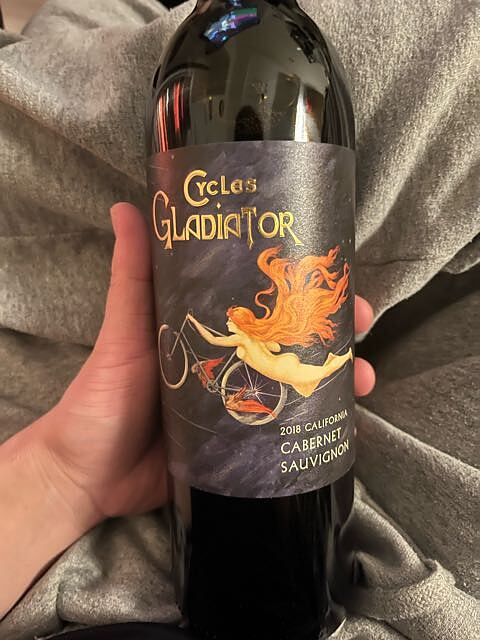 Cycles
Gladiator
2018 California
Cabernet
Sauvignon